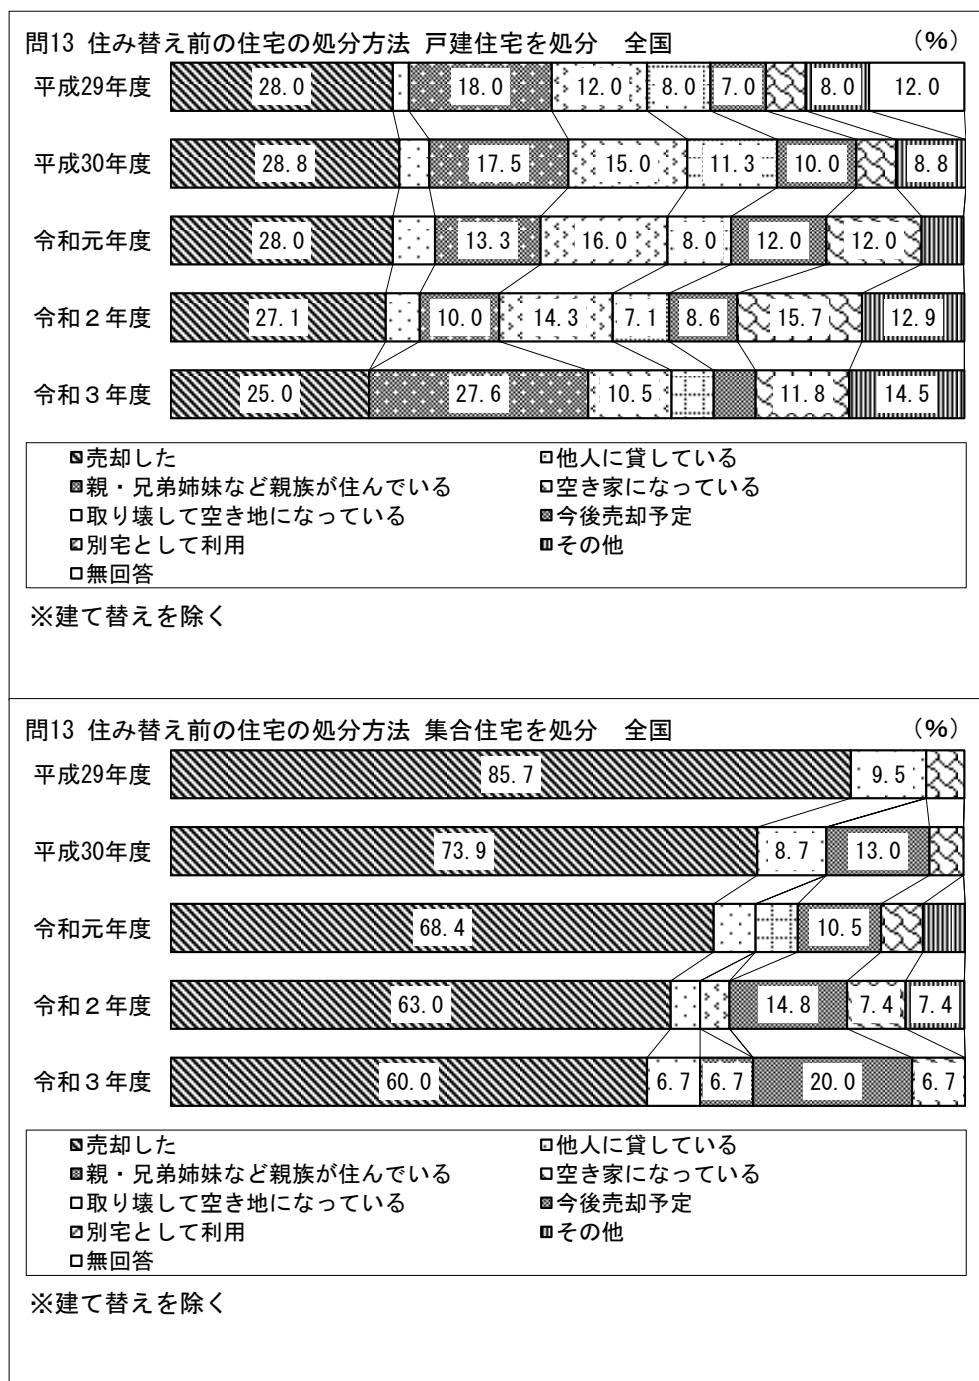 問13 住み替え前の住宅の処分方法 戸建住宅を処分　全国　(%)
平成29年度 28.0 18.0 12.0 8.0 7.0 8.0 12.0
平成30年度 28.8 17.5 15.0 11.3 10.0 8.8
令和元年度 28.0 13.3 16.0 8.0 12.0 12.0
令和２年度 27.1 10.0 14.3 7.1 8.6 15.7 12.9
令和３年度 25.0 27.6 10.5 11.8 14.5
売却した 他人に貸している
親・兄弟姉妹など親族が住んでいる 空き家になっている
取り壊して空き地になっている 今後売却予定
別宅として利用 その他
無回答
※建て替えを除く
問13 住み替え前の住宅の処分方法 集合住宅を処分　全国　(%)
平成29年度 85.7 9.5
平成30年度 73.9 8.7 13.0
令和元年度 68.4 10.5
令和２年度 63.0 14.8 7.4 7.4
令和３年度 60.0 6.7 6.7 20.0 6.7
売却した 他人に貸している
親・兄弟姉妹など親族が住んでいる 空き家になっている
取り壊して空き地になっている 今後売却予定
別宅として利用 その他
無回答
※建て替えを除く